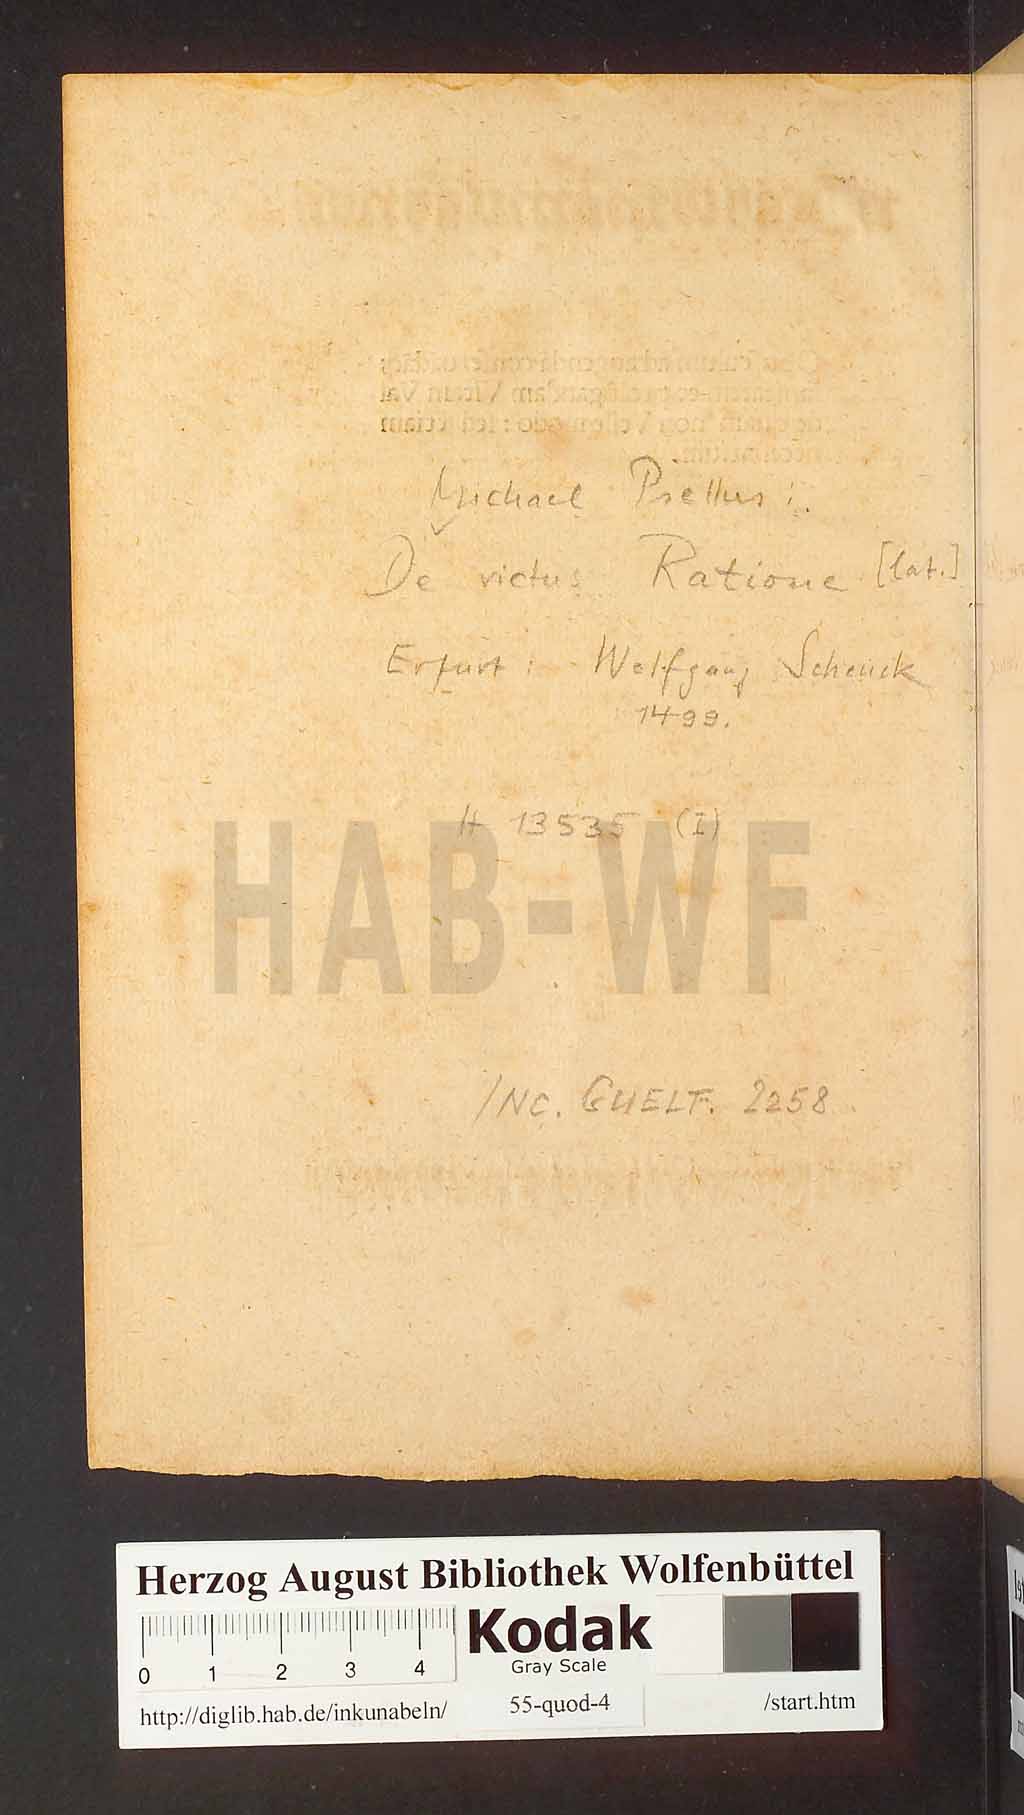 Michael Psellus:
De victus Ratione [lat.]
Erfurt: Wolfgang Schenck
1499.
H 13535 (I)
HAB-WF
INC. GUELF. 2258
Herzog August Bibliothek Wolfenbüttel
Kodak
0 1 2 3 4
Gray Scale
http://diglib.hab.de/inkunabeln/ 55-quod-4 /start.htm